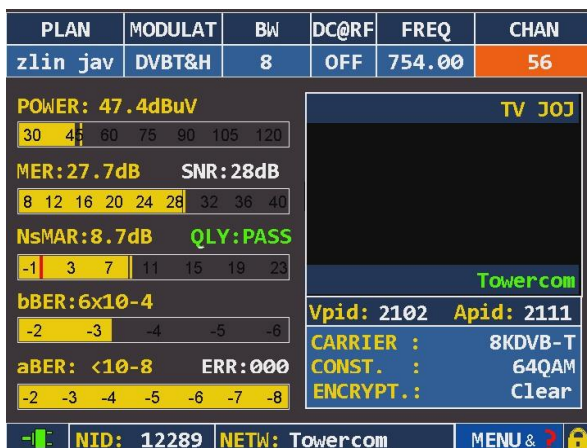 PLAN MODULAT BW DC@RF FREQ CHAN
zlin jav DVBT&H 8 OFF 754.00 56
POWER: 47.4dBuV
30 45 60 75 90 105 120
MER:27.7dB SNR:28dB
8 12 16 20 24 28 32 36 40
NsMAR:8.7dB QLY:PASS
-1 3 7 11 15 19 23
bBER:6x10-4
-2 -3 -4 -5 -6
aBER: <10-8 ERR:000
-2 -3 -4 -5 -6 -7 -8
TV JOJ
Towercom
Vpid: 2102 Apid: 2111
CARRIER : 8KDVB-T
CONST. : 64QAM
ENCRYPT.: Clear
NID: 12289 NETW: Towercom MENU & ?